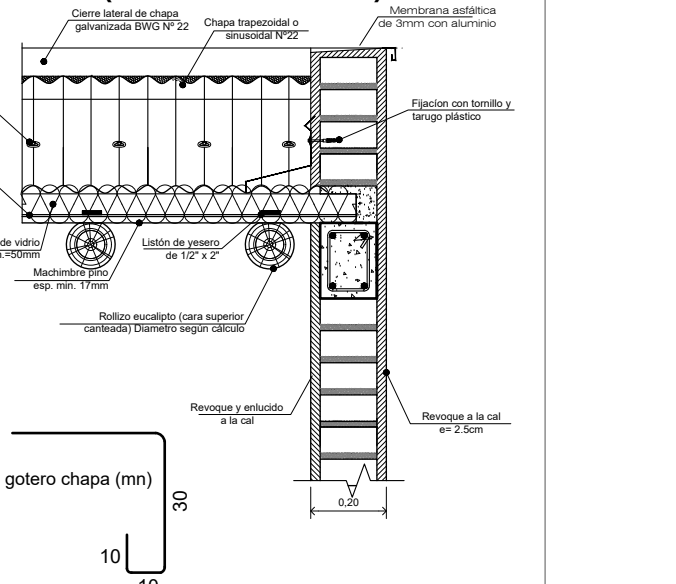 Cierre lateral de chapa
galvanizada BWG Nº 22
Chapa trapezoidal o
sinusoidal Nº22
Membrana asfáltica
de 3mm con aluminio
Fijacíon con tornillo y
tarugo plástico
de vidrio
.=50mm
Listón de yesero
de 1/2" x 2"
Machimbre pino
esp. min. 17mm
Rollizo eucalipto (cara superior
canteada) Diametro según cálculo
Revoque y enlucido
a la cal
Revoque a la cal
e= 2.5cm
gotero chapa (mn)
30
0,20
10
10